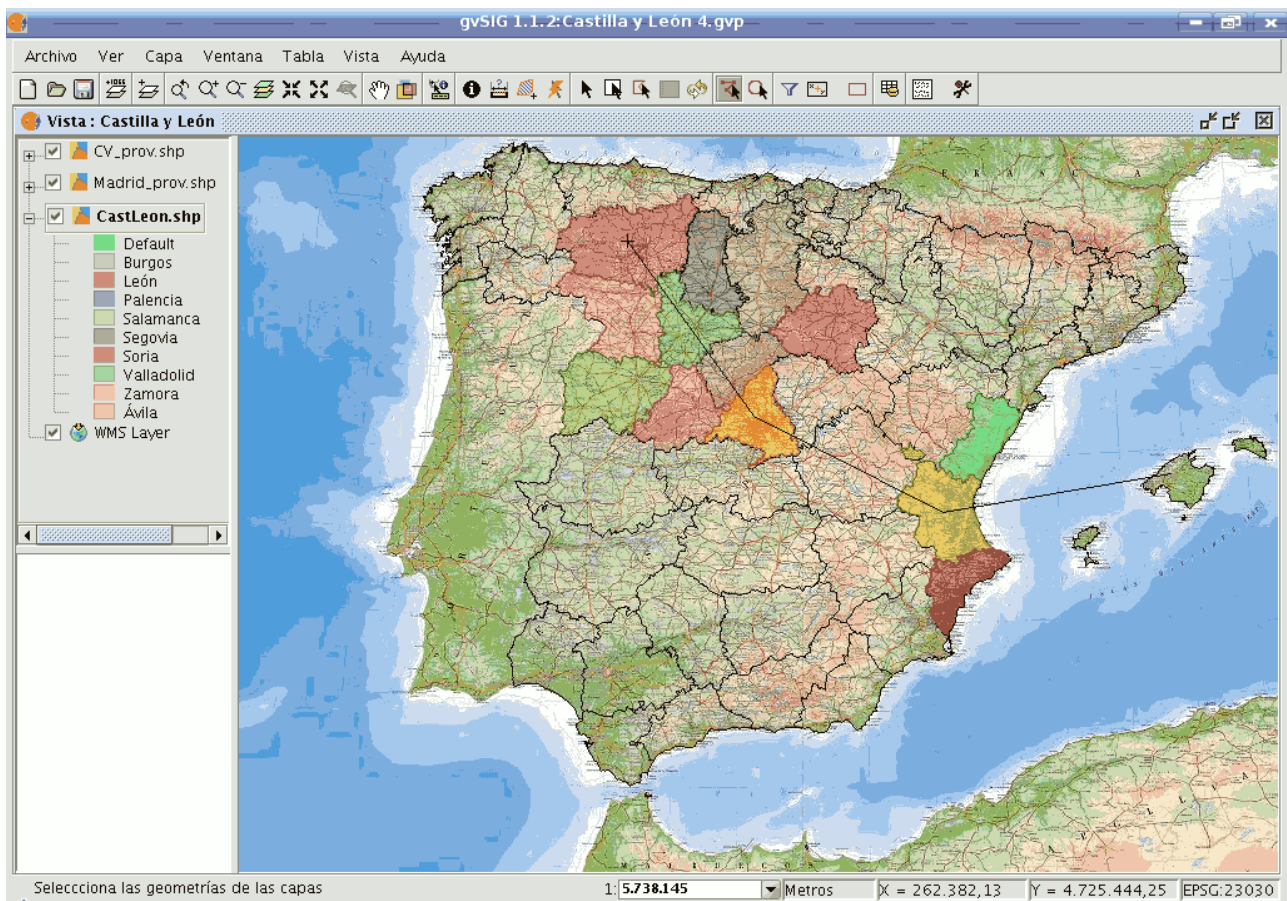 gvSIG 1.1.2:Castilla y León 4.gvp
Archivo Ver Capa Ventana Tabla Vista Ayuda
Vista : Castilla y León
CV_prov.shp
Madrid_prov.shp
CastLeon.shp
Default
Burgos
León
Palencia
Salamanca
Segovia
Soria
Valladolid
Zamora
Ávila
WMS Layer
Seleccciona las geometrías de las capas
1: 5.738.145
Metros
X = 262.382,13
Y = 4.725.444,25
EPSG:23030